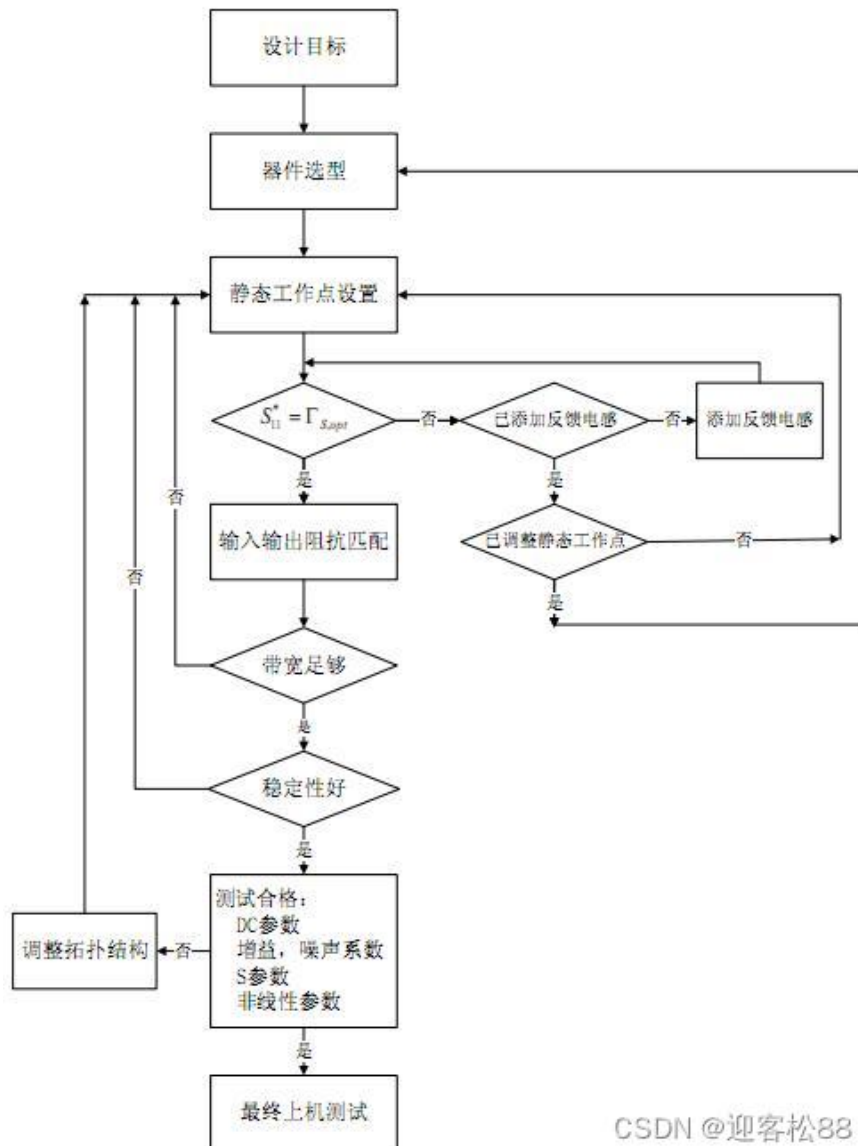 设计目标
器件选型
静态工作点设置
S*11 = ΓS,opt
否
已添加反馈电感
否
添加反馈电感
是
是
否
输入输出阻抗匹配
已调整静态工作点
否
否
是
带宽足够
是
稳定性好
是
测试合格：
DC参数
调整拓扑结构
否
增益，噪声系数
S参数
非线性参数
是
最终上机测试
CSDN @迎客松88